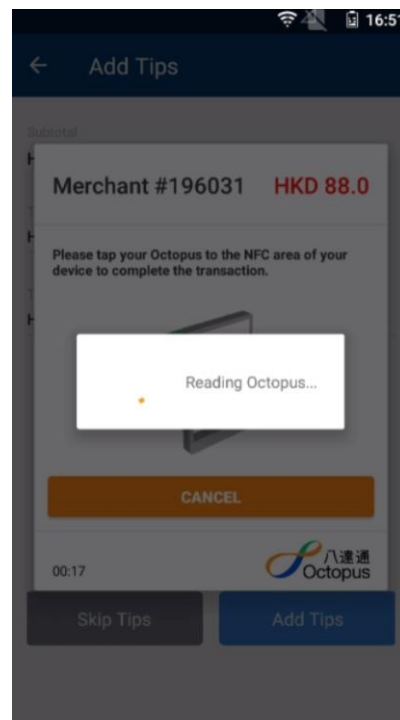 16:51
Add Tips
Subtotal
Merchant #196031 HKD 88.0
Please tap your Octopus to the NFC area of your
device to complete the transaction.
Reading Octopus...
CANCEL
00:17
八達通
Octopus
Skip Tips
Add Tips